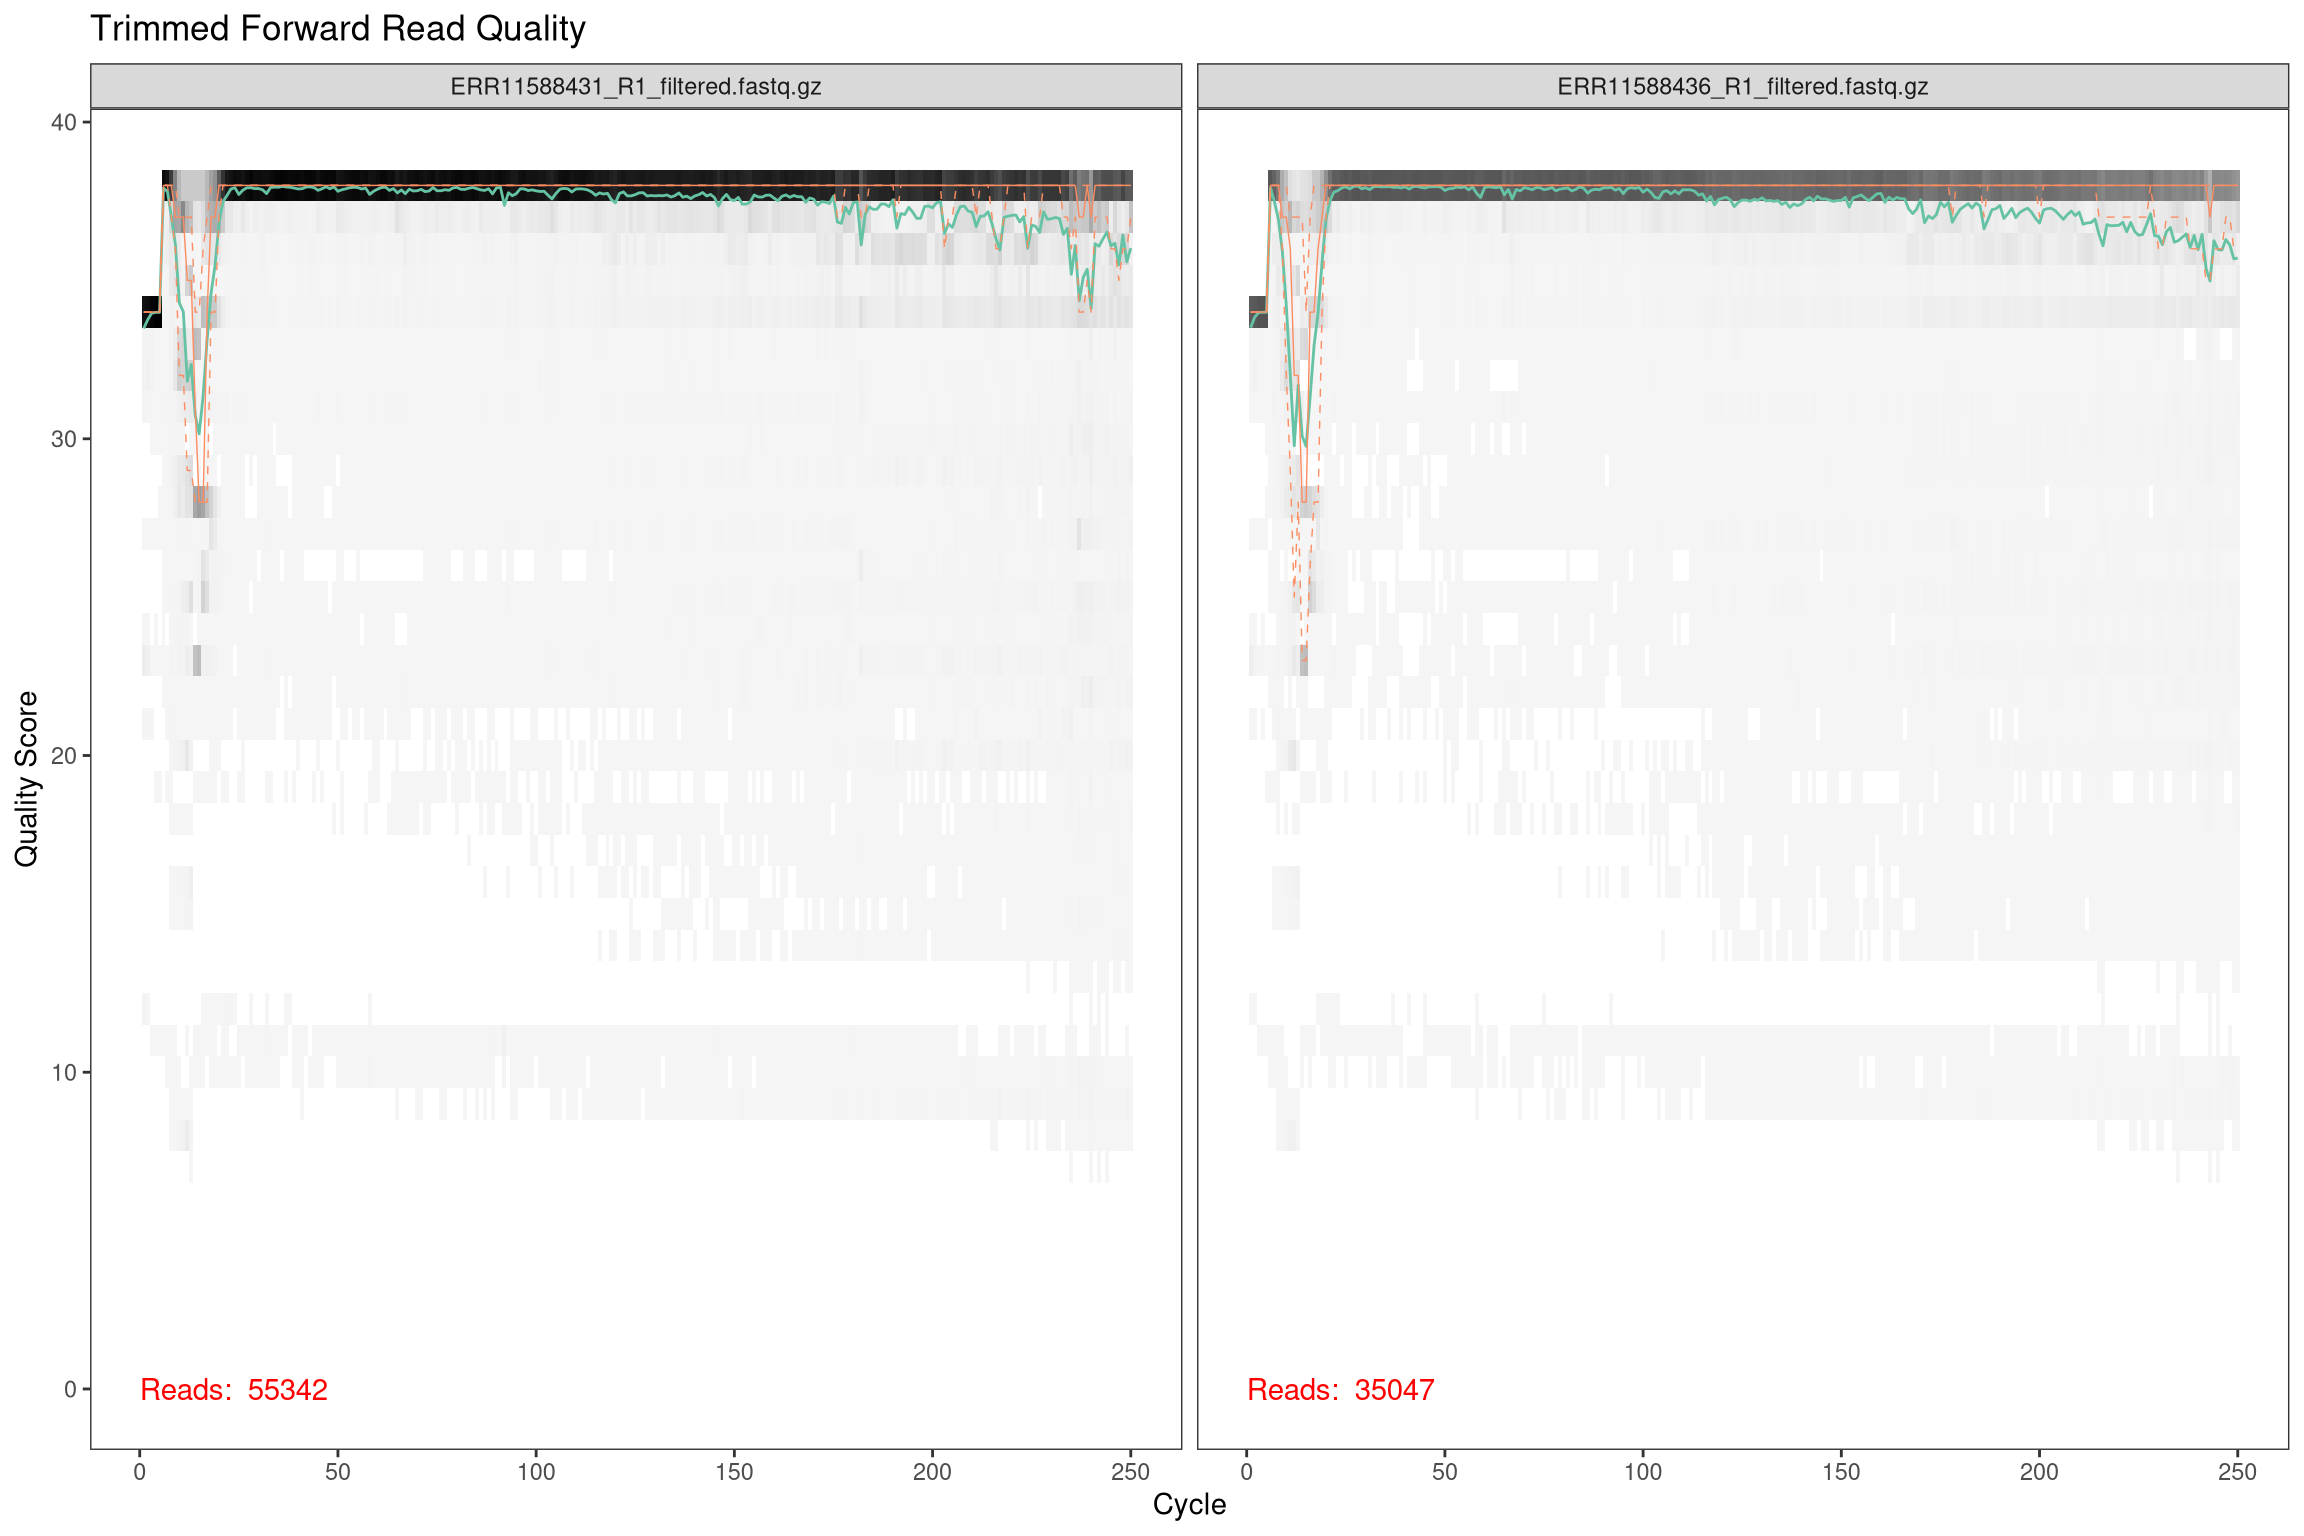 Trimmed Forward Read Quality
ERR11588431_R1_filtered.fastq.gz
ERR11588436_R1_filtered.fastq.gz
40
30
20
10
0
Quality Score
Reads: 55342
Reads: 35047
0 50 100 150 200 250
0 50 100 150 200 250
Cycle